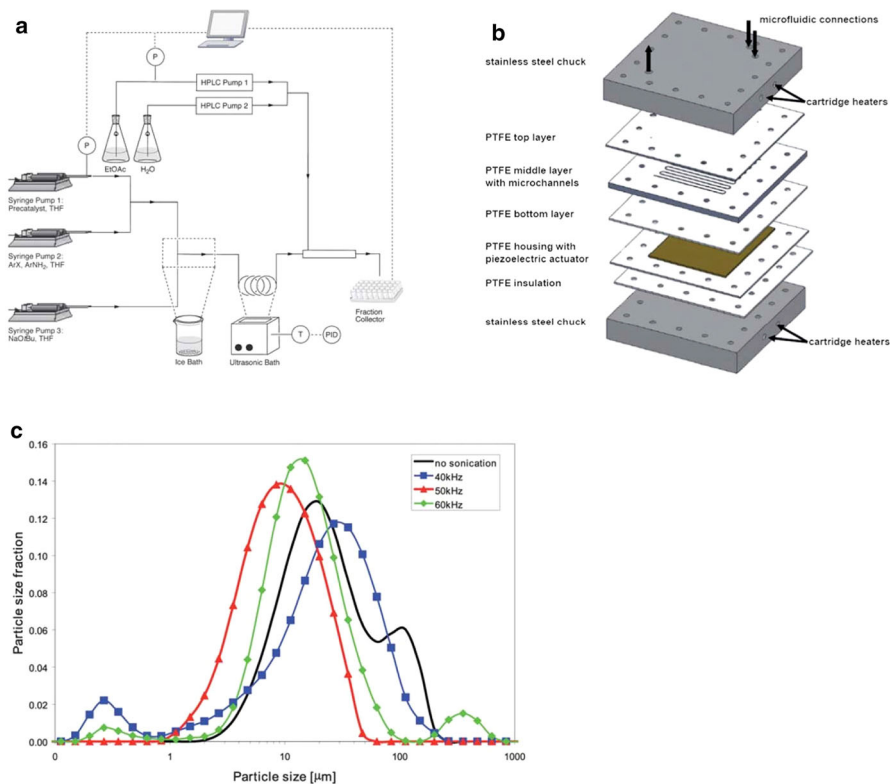 a
P
HPLC Pump 1
HPLC Pump 2
P
EtOAc
H₂O
Syringe Pump 1:
Precatalyst, THF
Syringe Pump 2:
ArX, ArNH₂, THF
Syringe Pump 3:
NaOtBu, THF
Ice Bath
Ultrasonic Bath
T
PID
Fraction
Collector
b
microfluidic connections
stainless steel chuck
cartridge heaters
PTFE top layer
PTFE middle layer
with microchannels
PTFE bottom layer
PTFE housing with
piezoelectric actuator
PTFE insulation
stainless steel chuck
cartridge heaters
c
0.16
0.14
0.12
0.10
0.08
0.06
0.04
0.02
0.00
Particle size fraction
no sonication
40kHz
50kHz
60kHz
0
1
10
100
1000
Particle size [µm]